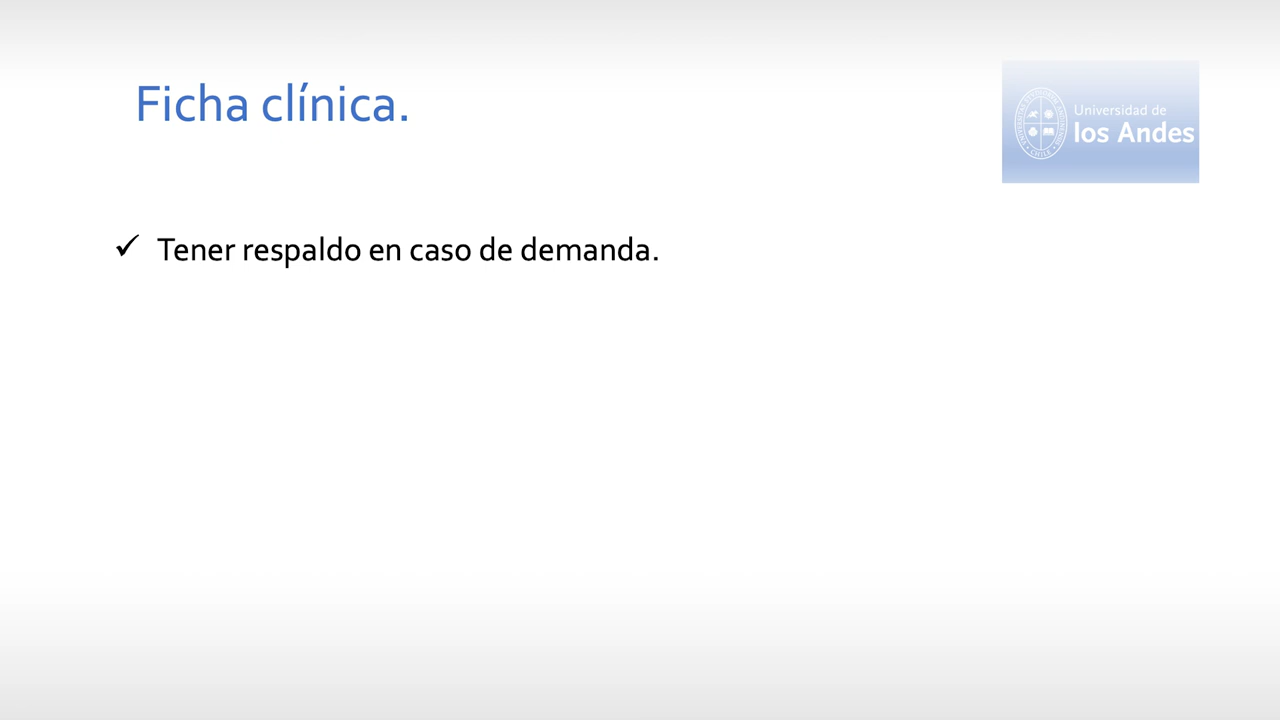 Ficha clínica.
Universidad de
los Andes
✓ Tener respaldo en caso de demanda.